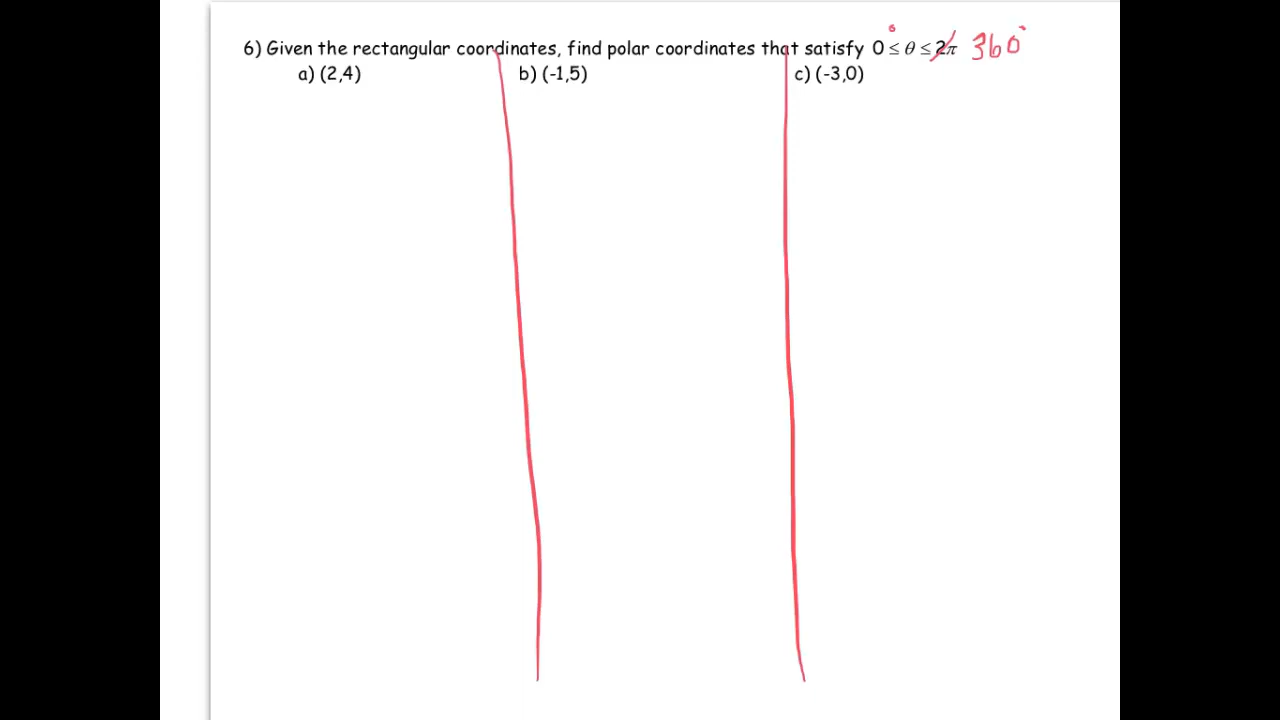 6) Given the rectangular coordinates, find polar coordinates that satisfy 0° ≤ θ ≤ 2π 360°
a) (2,4) b) (-1,5) c) (-3,0)